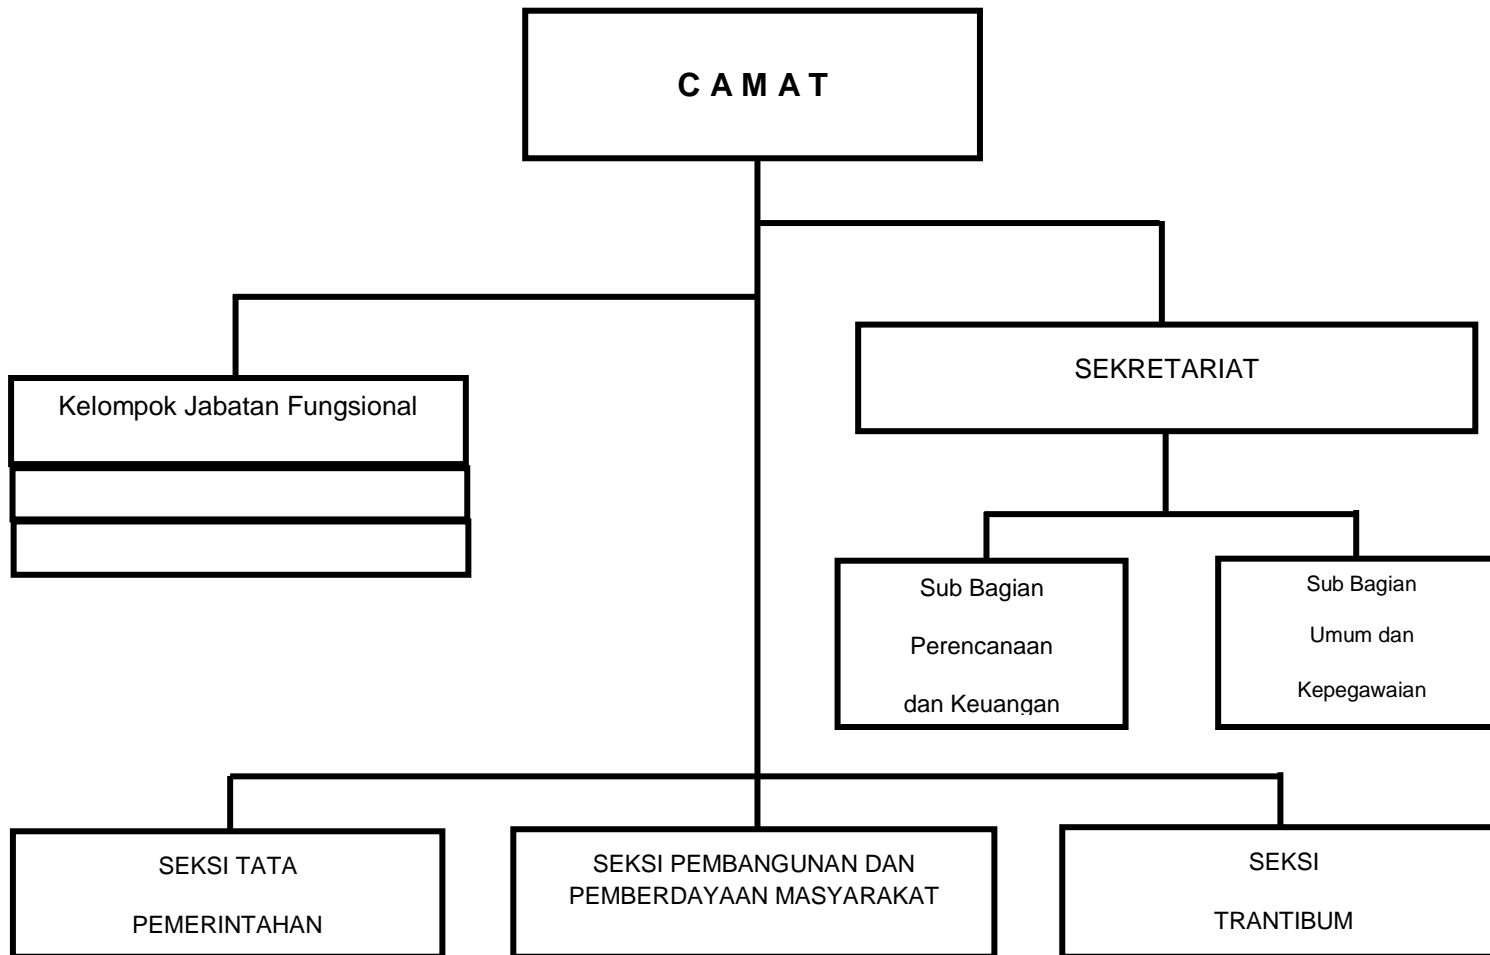 C A M A T
SEKRETARIAT
Kelompok Jabatan Fungsional
Sub Bagian
Perencanaan
dan Keuangan
Sub Bagian
Umum dan
Kepegawaian
SEKSI TATA
PEMERINTAHAN
SEKSI PEMBANGUNAN DAN
PEMBERDAYAAN MASYARAKAT
SEKSI
TRANTIBUM